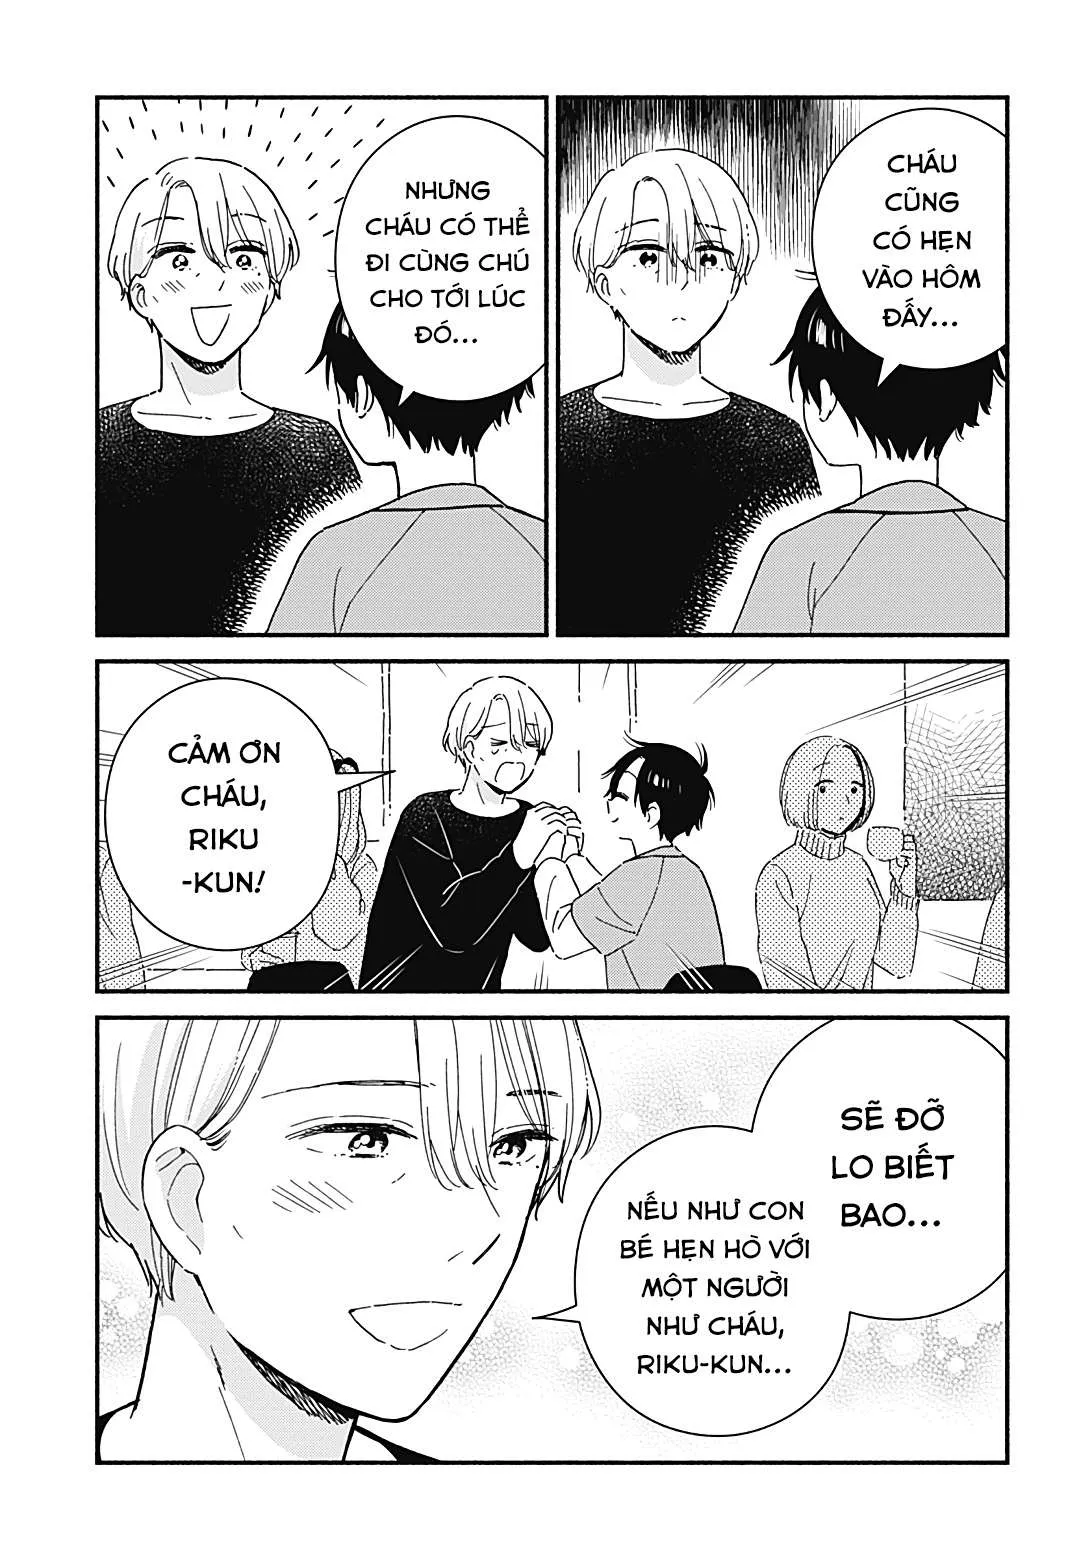 CHÁU
CŨNG
CÓ HẸN
VÀO HÔM
ĐẤY...
NHƯNG
CHÁU CÓ THỂ
ĐI CÙNG CHÚ
CHO TỚI LÚC
ĐÓ...
CẢM ƠN
CHÁU,
RIKU
-KUN!
SẼ ĐỠ
LO BIẾT
BAO...
NẾU NHƯ CON
BÉ HẸN HÒ VỚI
MỘT NGƯỜI
NHƯ CHÁU,
RIKU-KUN...